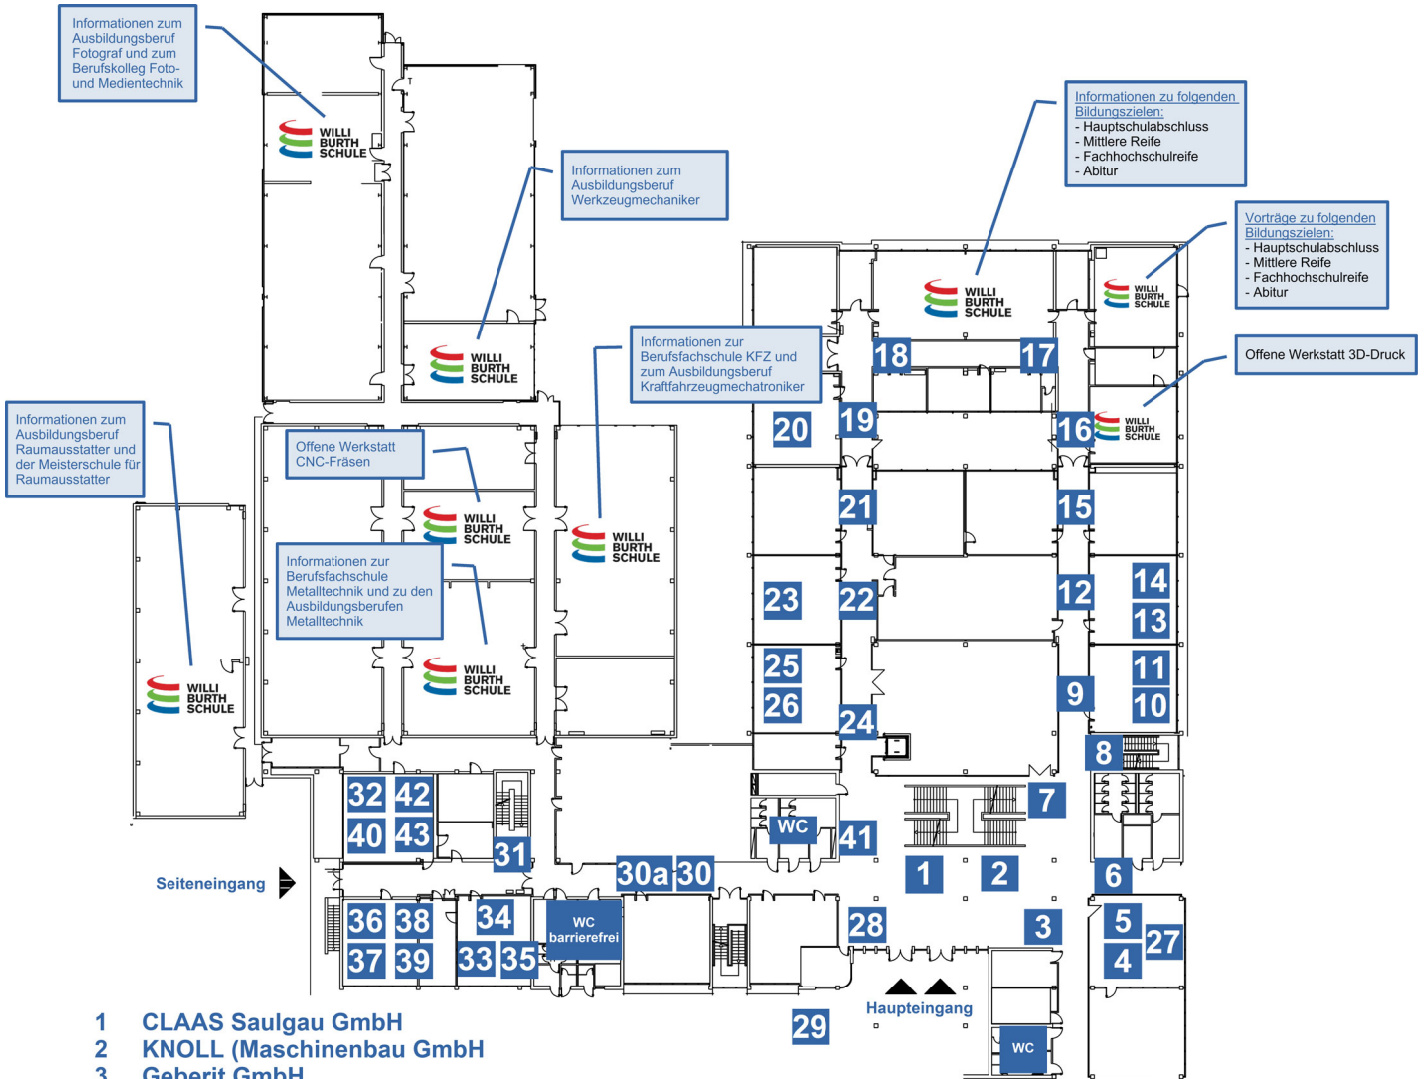 Informationen zum
Ausbildungsberuf
Fotograf und zum
Berufskolleg Foto-
und Medientechnik
WILLI
BURTH
SCHULE
Informationen zum
Ausbildungsberuf
Werkzeugmechaniker
WILLI
BURTH
SCHULE
Informationen zu folgenden
Bildungszielen:
- Hauptschulabschluss
- Mittlere Reife
- Fachhochschulreife
- Abitur
WILLI
BURTH
SCHULE
Vorträge zu folgenden
Bildungszielen:
- Hauptschulabschluss
- Mittlere Reife
- Fachhochschulreife
- Abitur
WILLI
BURTH
SCHULE
Offene Werkstatt 3D-Druck
WILLI
BURTH
SCHULE
Informationen zur
Berufsfachschule KFZ und
zum Ausbildungsberuf
Kraftfahrzeugmechatroniker
WILLI
BURTH
SCHULE
Informationen zum
Ausbildungsberuf
Raumausstatter und
der Meisterschule für
Raumausstatter
WILLI
BURTH
SCHULE
Offene Werkstatt
CNC-Fräsen
WILLI
BURTH
SCHULE
Informationen zur
Berufsfachschule
Metalltechnik und zu den
Ausbildungsberufen
Metalltechnik
WILLI
BURTH
SCHULE
18
17
20
19
16
21
15
23
22
12
14
13
25
26
24
9
11
10
8
7
32
42
40
43
31
WC
41
30a
30
1
2
6
Seiteneingang
36
38
34
37
39
33
35
WC
barrierefrei
28
3
5
27
4
Haupteingang
29
WC
1 CLAAS Saulgau GmbH
2 KNOLL (Maschinenbau GmbH
3 Geberit GmbH